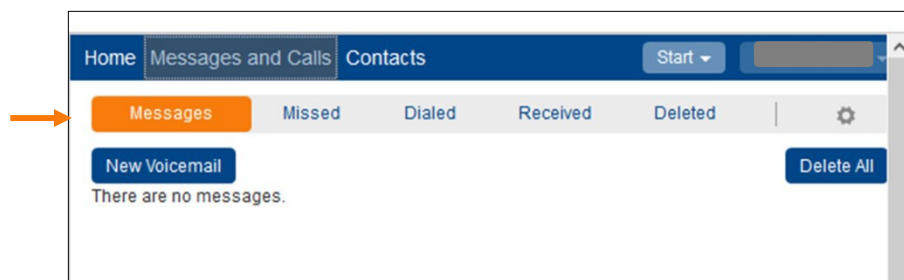 Home Messages and Calls Contacts Start
Messages Missed Dialed Received Deleted
New Voicemail Delete All
There are no messages.